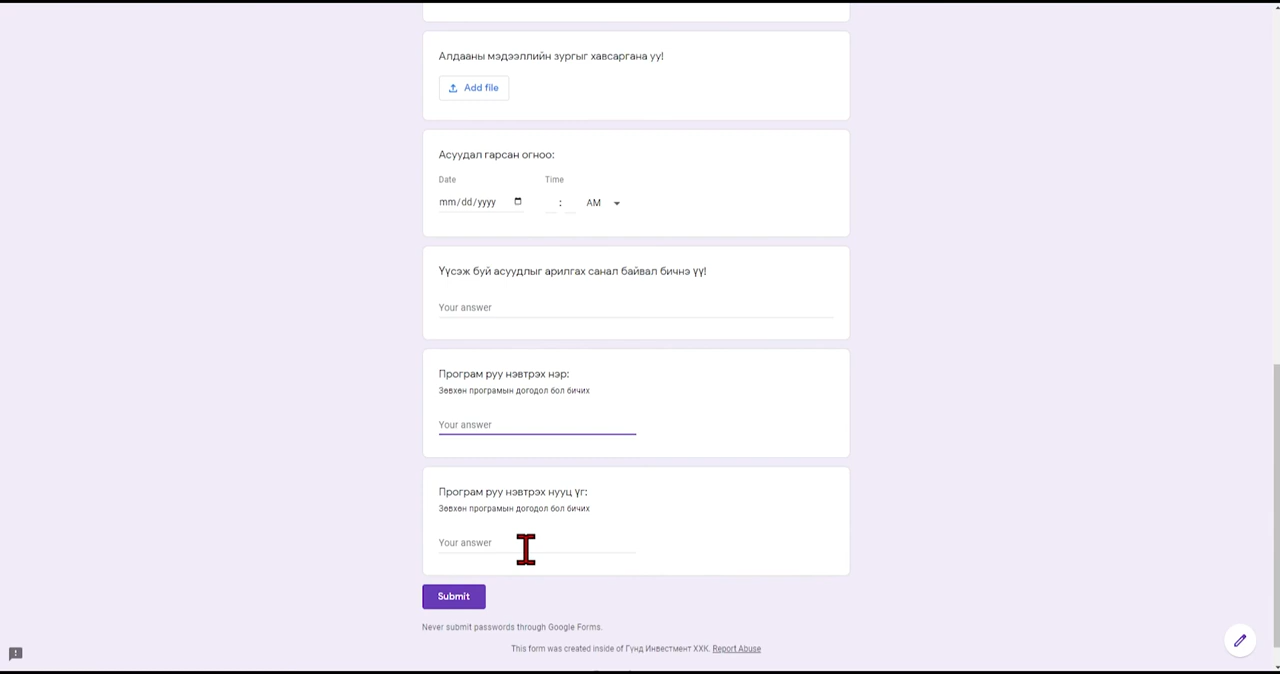 Алдааны мэдээллийн зургыг хавсаргана уу!
Add file
Асуудал гарсан огноо:
Date Time
mm/dd/yyyy : AM
Үүсэж буй асуудлыг арилгах санал байвал бичнэ үү!
Your answer
Програм руу нэвтрэх нэр:
Зөвхөн програмын догодол бол бичих
Your answer
Програм руу нэвтрэх нууц үг:
Зөвхөн програмын догодол бол бичих
Your answer
Submit
Never submit passwords through Google Forms.
This form was created inside of Гүнд Инвестмент ХХК. Report Abuse